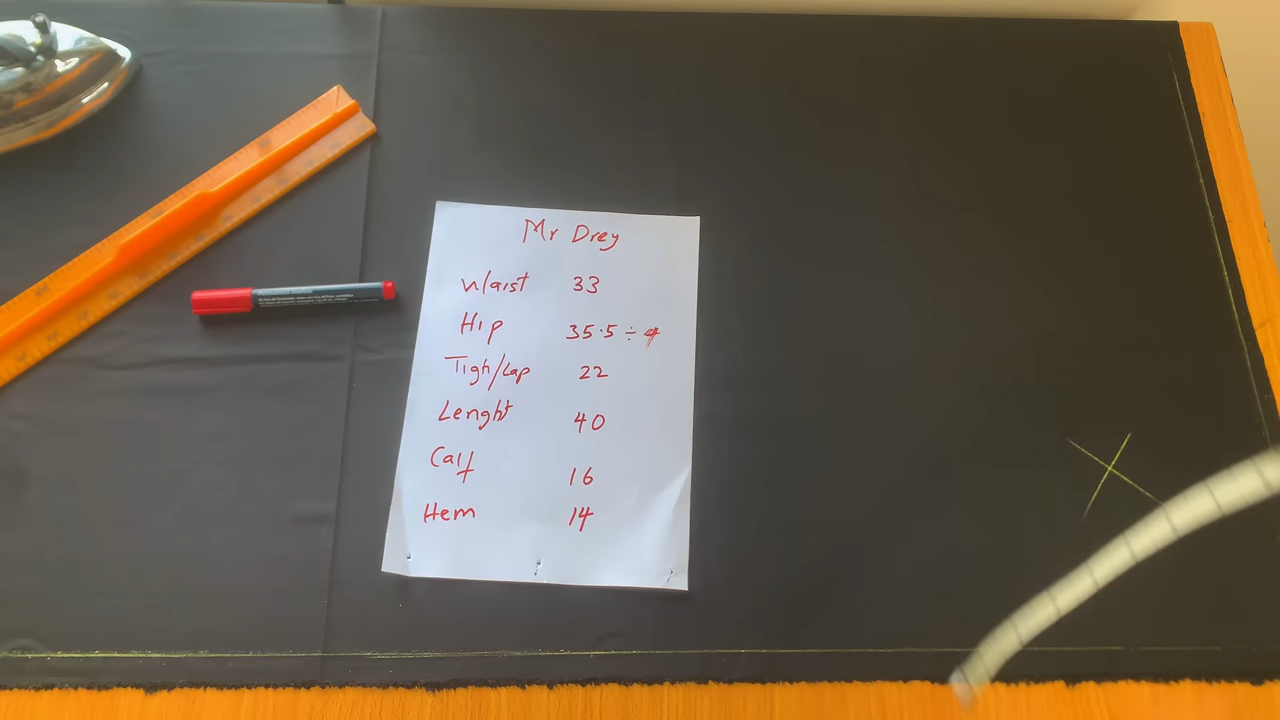 Mr Drey
Waist 33
Hip 35.5 ÷ 4
Tigh/Lap 22
Lenght 40
Calf 16
Hem 14